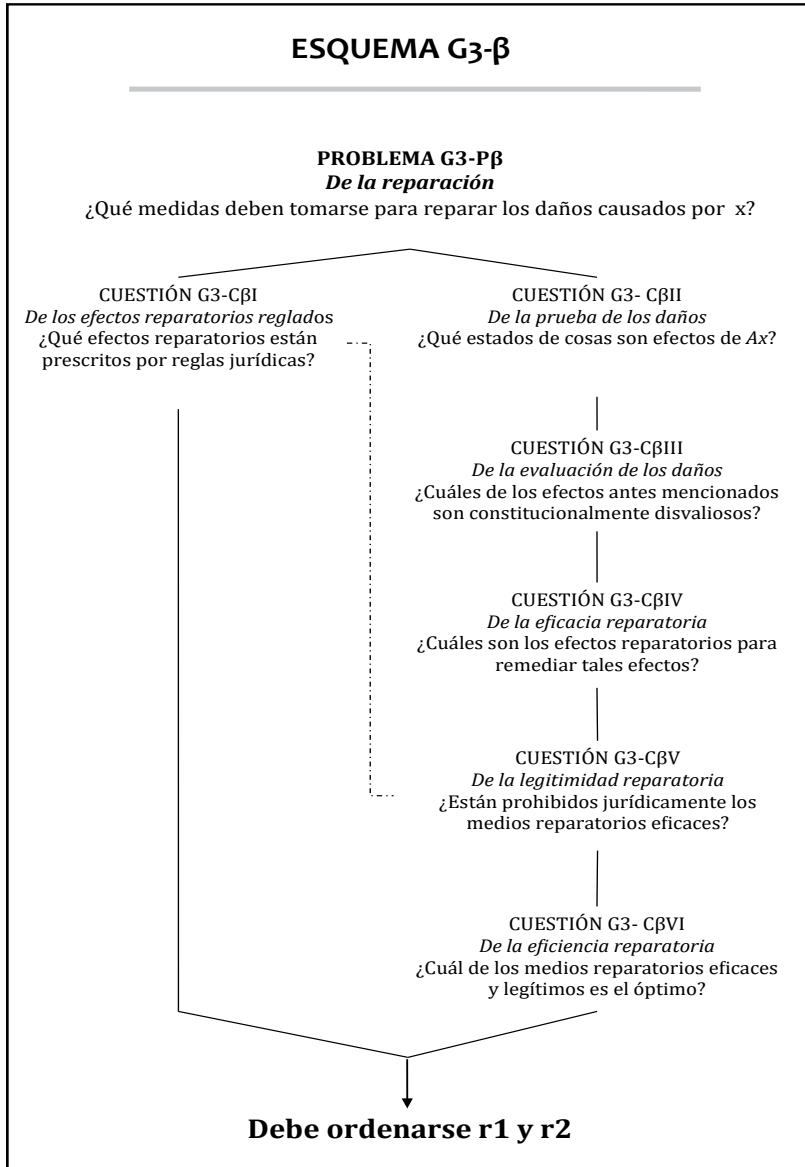 ESQUEMA G3-β
PROBLEMA G3-Pβ
De la reparación
¿Qué medidas deben tomarse para reparar los daños causados por x?
CUESTIÓN G3-CβI
De los efectos reparatorios reglados
¿Qué efectos reparatorios están
prescritos por reglas jurídicas?
CUESTIÓN G3- CβII
De la prueba de los daños
¿Qué estados de cosas son efectos de Ax?
CUESTIÓN G3-CβIII
De la evaluación de los daños
¿Cuáles de los efectos antes mencionados
son constitucionalmente disvaliosos?
CUESTIÓN G3-CβIV
De la eficacia reparatoria
¿Cuáles son los efectos reparatorios para
remediar tales efectos?
CUESTIÓN G3-CβV
De la legitimidad reparatoria
¿Están prohibidos jurídicamente los
medios reparatorios eficaces?
CUESTIÓN G3- CβVI
De la eficiencia reparatoria
¿Cuál de los medios reparatorios eficaces
y legítimos es el óptimo?
Debe ordenarse r1 y r2